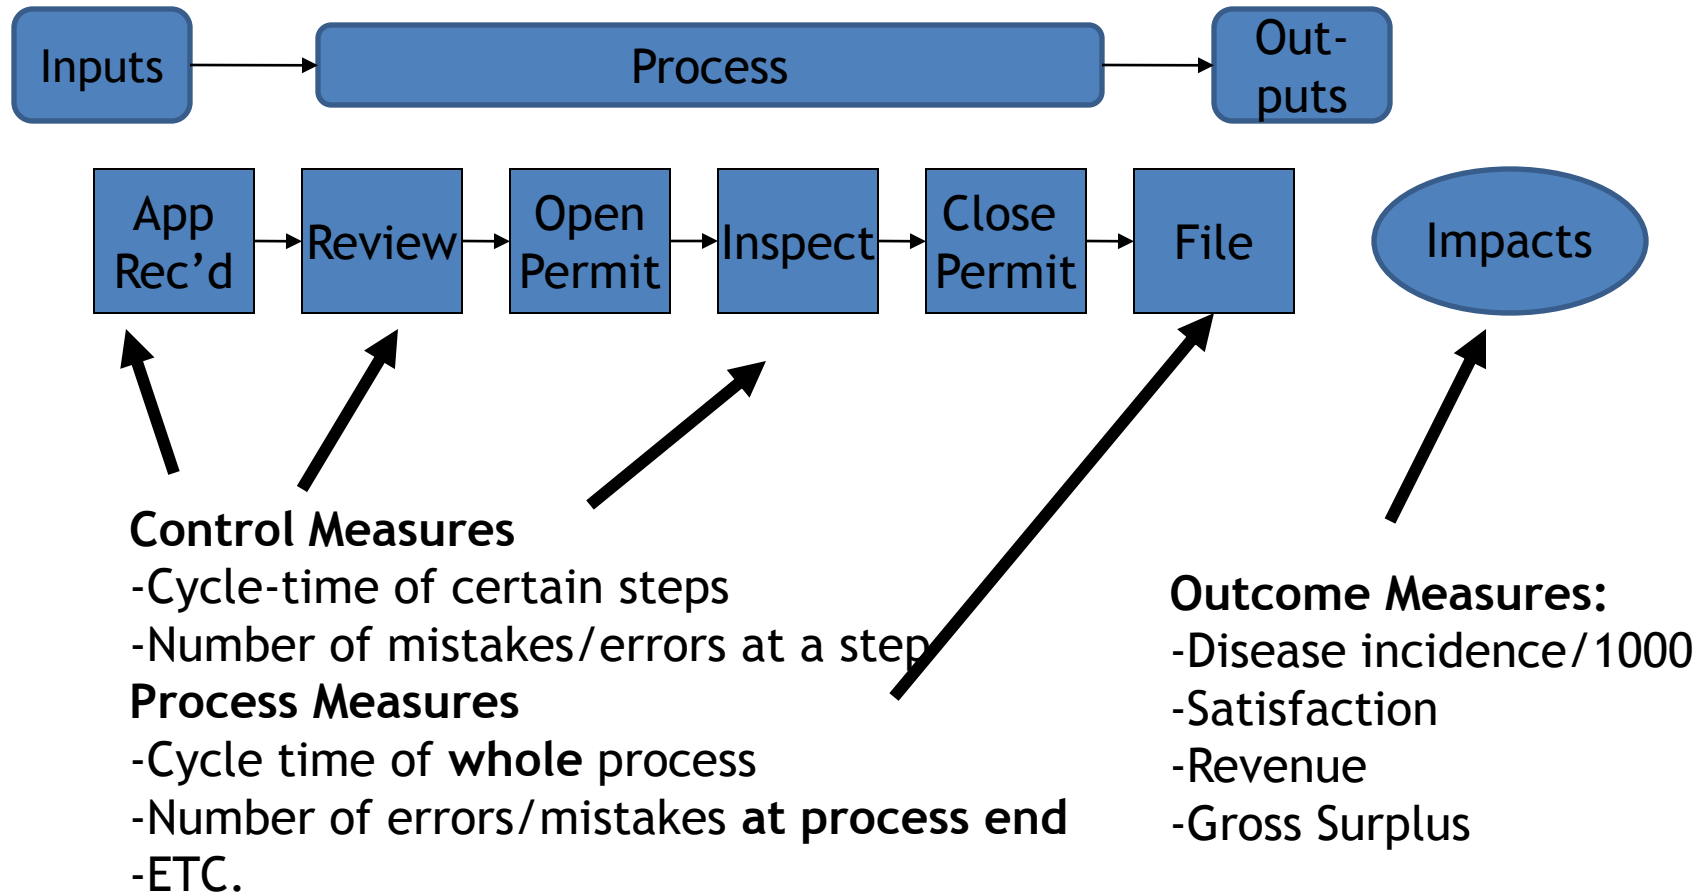 Inputs
Process
Out-
puts
App
Rec’d
Review
Open
Permit
Inspect
Close
Permit
File
Impacts
Control Measures
-Cycle-time of certain steps
-Number of mistakes/errors at a step
Process Measures
-Cycle time of whole process
-Number of errors/mistakes at process end
-ETC.
Outcome Measures:
-Disease incidence/1000
-Satisfaction
-Revenue
-Gross Surplus